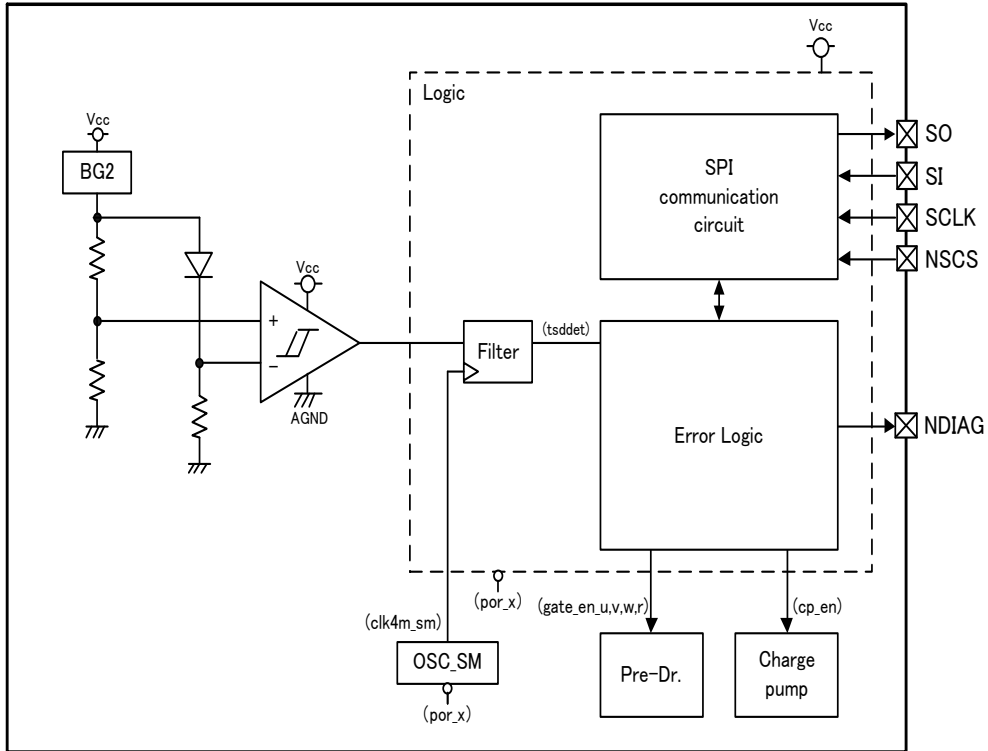 Vcc
Logic
Vcc
BG2
SPI
communication
circuit
SO
SI
SCLK
NSCS
Vcc
+
−
AGND
Filter
(tsddet)
Error Logic
NDIAG
(por_x)
(clk4m_sm)
(gate_en_u,v,w,r)
(cp_en)
OSC_SM
(por_x)
Pre-Dr.
Charge
pump